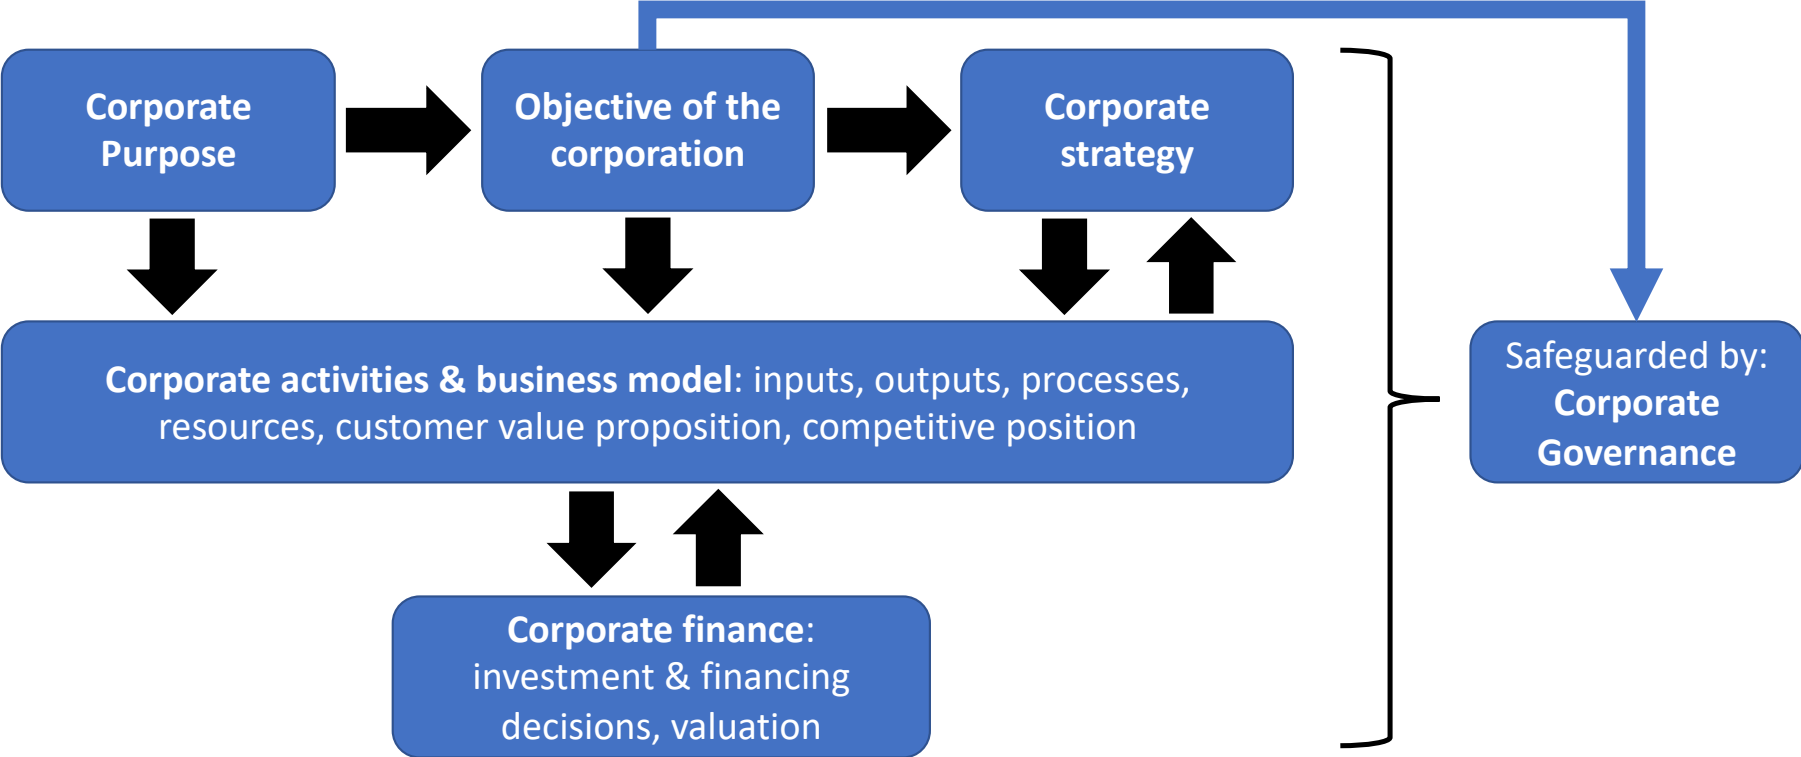 Corporate
Purpose
Objective of the
corporation
Corporate
strategy
Corporate activities & business model: inputs, outputs, processes,
resources, customer value proposition, competitive position
Safeguarded by:
Corporate
Governance
Corporate finance:
investment & financing
decisions, valuation